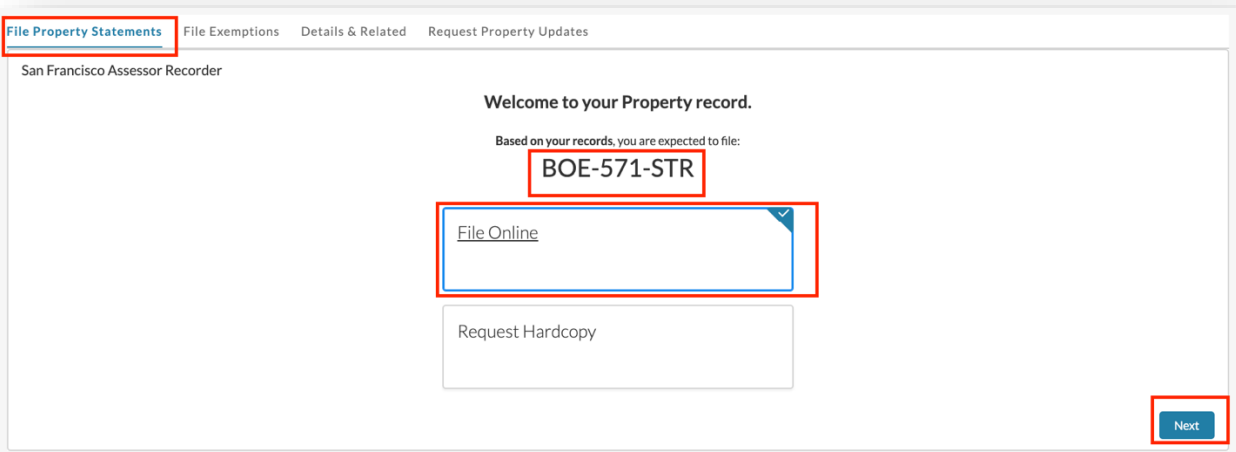 File Property Statements File Exemptions Details & Related Request Property Updates
San Francisco Assessor Recorder
Welcome to your Property record.
Based on your records, you are expected to file:
BOE-571-STR
File Online
Request Hardcopy
Next